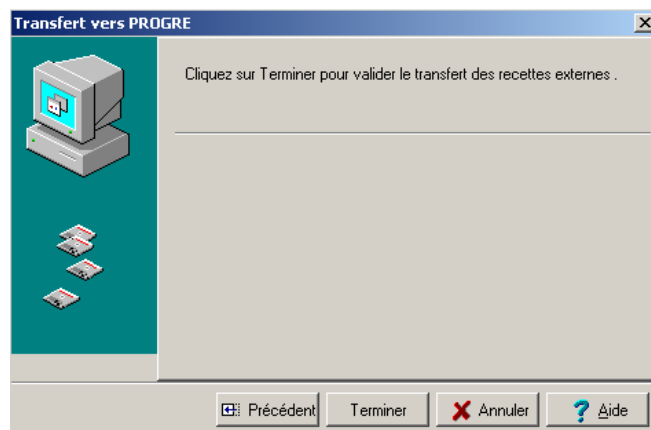 Transfert vers PROGRE
Cliquez sur Terminer pour valider le transfert des recettes externes .
Précédent
Terminer
Annuler
Aide